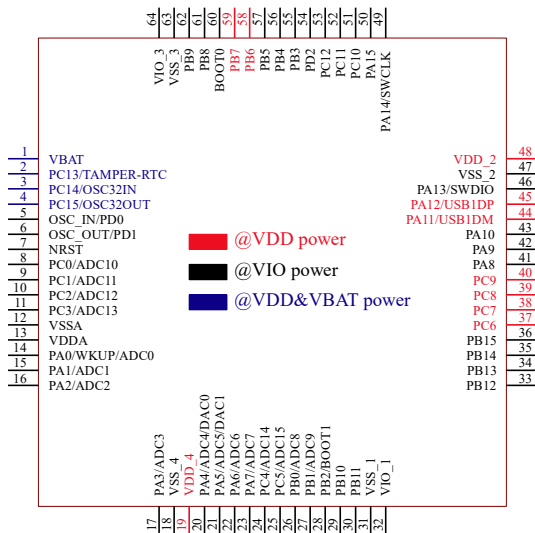 64 63 62 61 60 59 58 57 56 55 54 53 52 51 50 49
VIO_3
VSS_3
PB9
PB8
BOOT0
PB7
PB6
PB5
PB4
PB3
PD2
PC12
PC11
PC10
PA15
PA14/SWCLK
1 VBAT
2 PC13/TAMPER-RTC
3 PC14/OSC32IN
4 PC15/OSC32OUT
5 OSC_IN/PD0
6 OSC_OUT/PD1
7 NRST
8 PC0/ADC10
9 PC1/ADC11
10 PC2/ADC12
11 PC3/ADC13
12 VSSA
13 VDDA
14 PA0/WKUP/ADC0
15 PA1/ADC1
16 PA2/ADC2
@VDD power
@VIO power
@VDD&VBAT power
VDD_2 48
VSS_2 47
PA13/SWDIO 46
PA12/USB1DP 45
PA11/USB1DM 44
PA10 43
PA9 42
PA8 41
PC9 40
PC8 39
PC7 38
PC6 37
PB15 36
PB14 35
PB13 34
PB12 33
PA3/ADC3
VSS_4
VDD_4
PA4/ADC4/DAC0
PA5/ADC5/DAC1
PA6/ADC6
PA7/ADC7
PC4/ADC14
PC5/ADC15
PB0/ADC8
PB1/ADC9
PB2/BOOT1
PB10
PB11
VSS_1
VIO_1
17 18 19 20 21 22 23 24 25 26 27 28 29 30 31 32